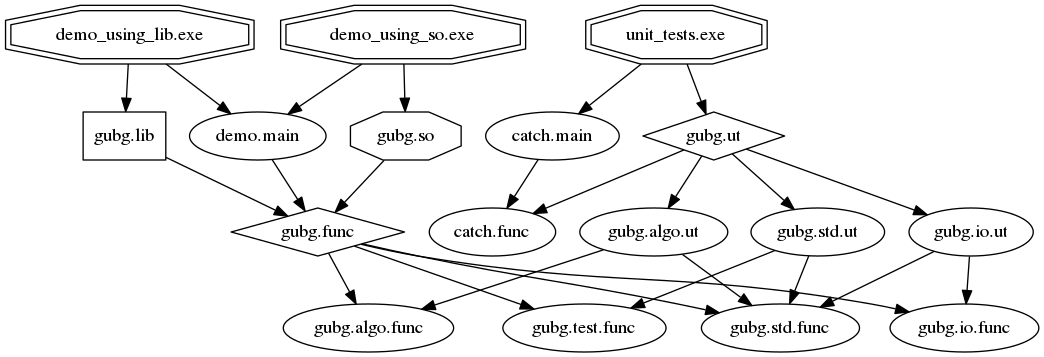 demo_using_lib.exe
demo_using_so.exe
unit_tests.exe
gubg.lib
demo.main
gubg.so
catch.main
gubg.ut
gubg.func
catch.func
gubg.algo.ut
gubg.std.ut
gubg.io.ut
gubg.algo.func
gubg.test.func
gubg.std.func
gubg.io.func